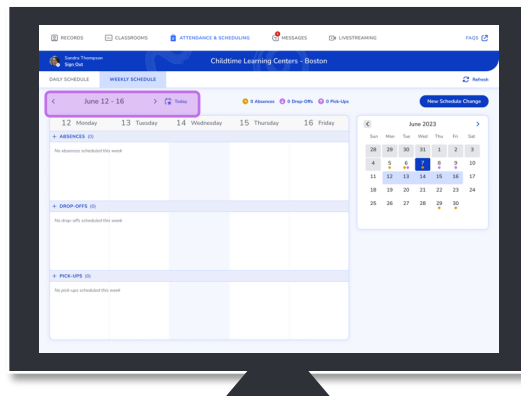 RECORDS CLASSROOMS ATTENDANCE & SCHEDULING MESSAGES LIVESTREAMING FAQS
Sandra Thompson
Sign Out
Childtime Learning Centers - Boston
DAILY SCHEDULE WEEKLY SCHEDULE Refresh
June 12 - 16 Today 0 Absences 0 Drop-Offs 0 Pick-Ups New Schedule Change
12 Monday 13 Tuesday 14 Wednesday 15 Thursday 16 Friday
+ ABSENCES (0)
No absences scheduled this week
+ DROP-OFFS (0)
No drop-offs scheduled this week
+ PICK-UPS (0)
No pick-ups scheduled this week
June 2023
Sun Mon Tue Wed Thu Fri Sat
28 29 30 31 1 2 3
4 5 6 7 8 9 10
11 12 13 14 15 16 17
18 19 20 21 22 23 24
25 26 27 28 29 30